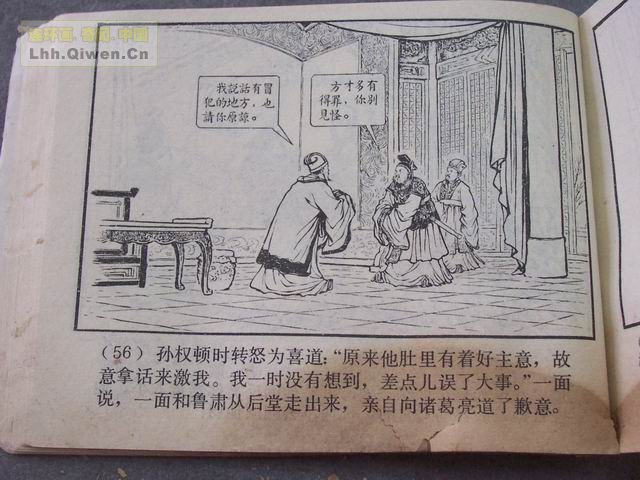 连环画·奇闻·中国
Lhh.Qiwen.Cn
我説話有冒
犯的地方，也
請你原諒。
方才多有
得罪，你别
見怪。
（56）孙权顿时转怒为喜道：“原来他肚里有着好主意，故
意拿话来激我。我一时没有想到，差点儿误了大事。”一面
说，一面和鲁肃从后堂走出来，亲自向诸葛亮道了歉意。